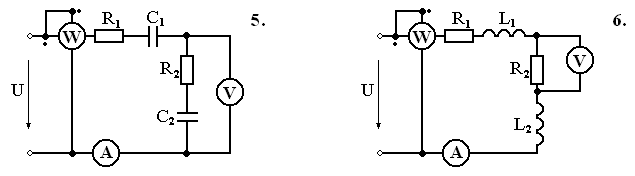 R₁ C₁ 5.
W
R₂ V
U
C₂
A
R₁ L₁ 6.
W
R₂ V
U
L₂
A